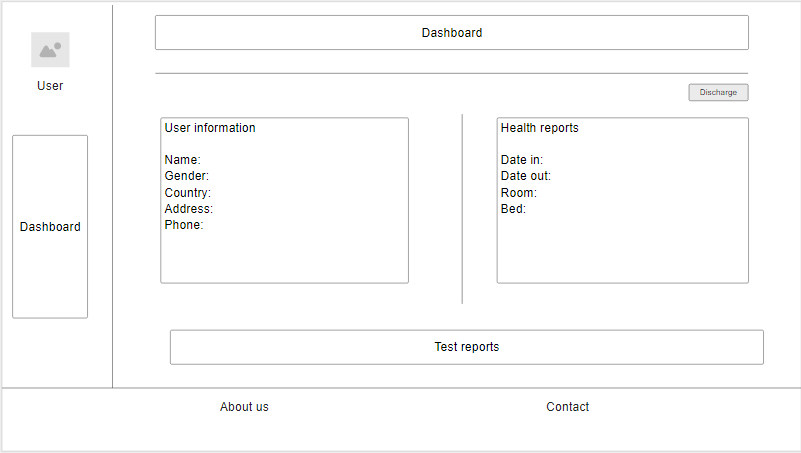 User
Dashboard
Dashboard
Discharge
User information
Name:
Gender:
Country:
Address:
Phone:
Health reports
Date in:
Date out:
Room:
Bed:
Test reports
About us
Contact